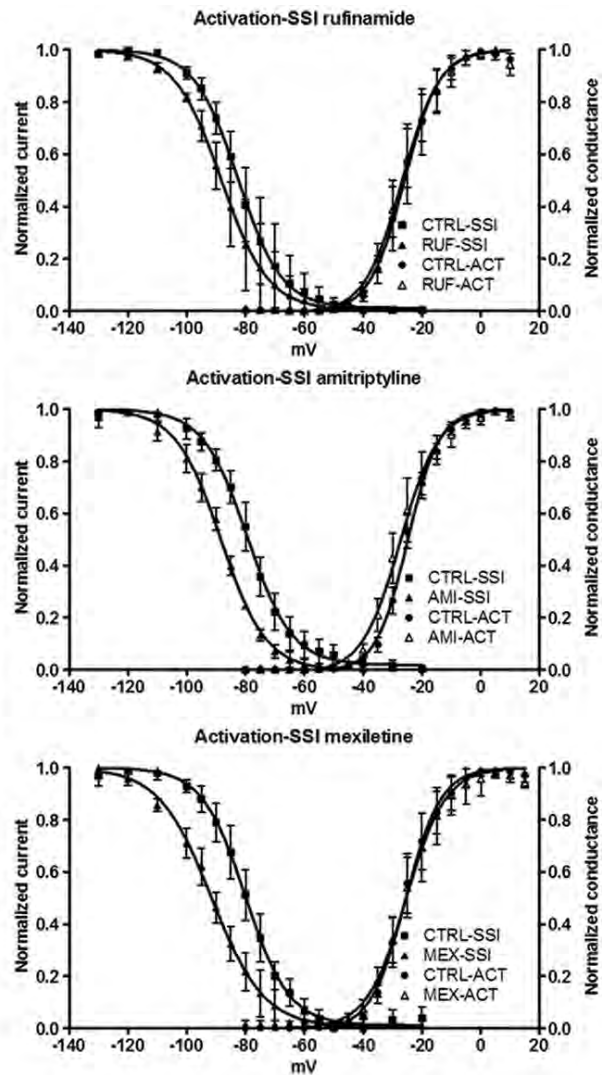 Activation-SSI rufinamide
1.0 1.0
0.8 0.8
0.6 0.6
0.4 0.4
0.2 0.2
0.0 0.0
Normalized current
Normalized conductance
CTRL-SSI
RUF-SSI
CTRL-ACT
RUF-ACT
-140 -120 -100 -80 -60 -40 -20 0 20
mV
Activation-SSI amitriptyline
1.0 1.0
0.8 0.8
0.6 0.6
0.4 0.4
0.2 0.2
0.0 0.0
Normalized current
Normalized conductance
CTRL-SSI
AMI-SSI
CTRL-ACT
AMI-ACT
-140 -120 -100 -80 -60 -40 -20 0 20
mV
Activation-SSI mexiletine
1.0 1.0
0.8 0.8
0.6 0.6
0.4 0.4
0.2 0.2
0.0 0.0
Normalized current
Normalized conductance
CTRL-SSI
MEX-SSI
CTRL-ACT
MEX-ACT
-140 -120 -100 -80 -60 -40 -20 0 20
mV